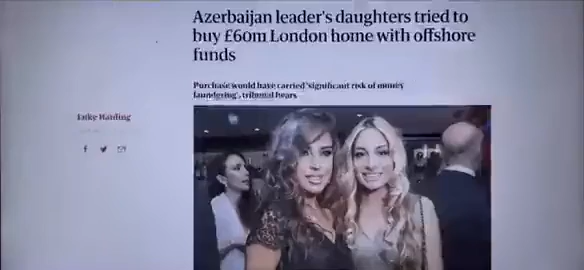 Azerbaijan leader's daughters tried to
buy £60m London home with offshore
funds
Purchase would have carried 'significant risk of money
laundering', tribunal hears
Luke Harding